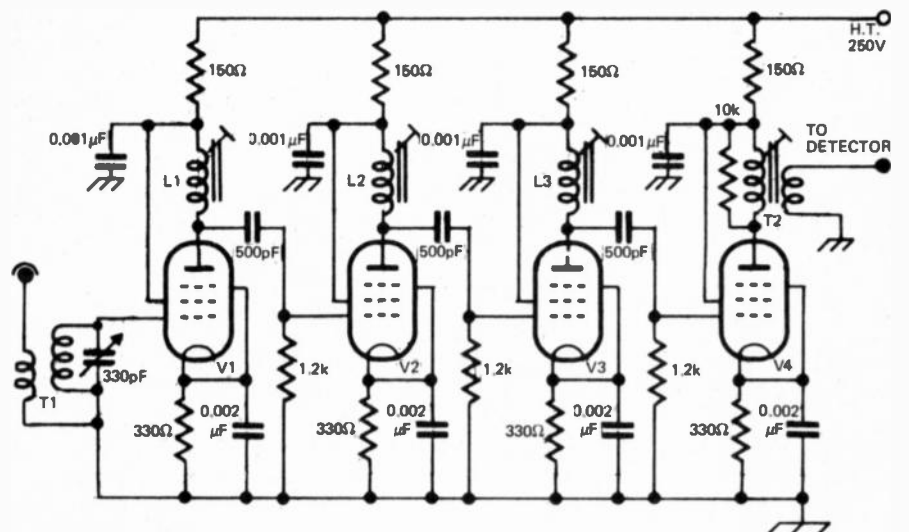 H.T.
250V
150Ω
150Ω
150Ω
150Ω
10k
TO
DETECTOR
0.001μF
0.001μF
0.001μF
0.001μF
L1
L2
L3
T2
500pF
500pF
500pF
330pF
T1
V1
V2
V3
V4
1.2k
1.2k
1.2k
330Ω
0.002
μF
330Ω
0.002
μF
330Ω
0.002
μF
330Ω
0.002
μF